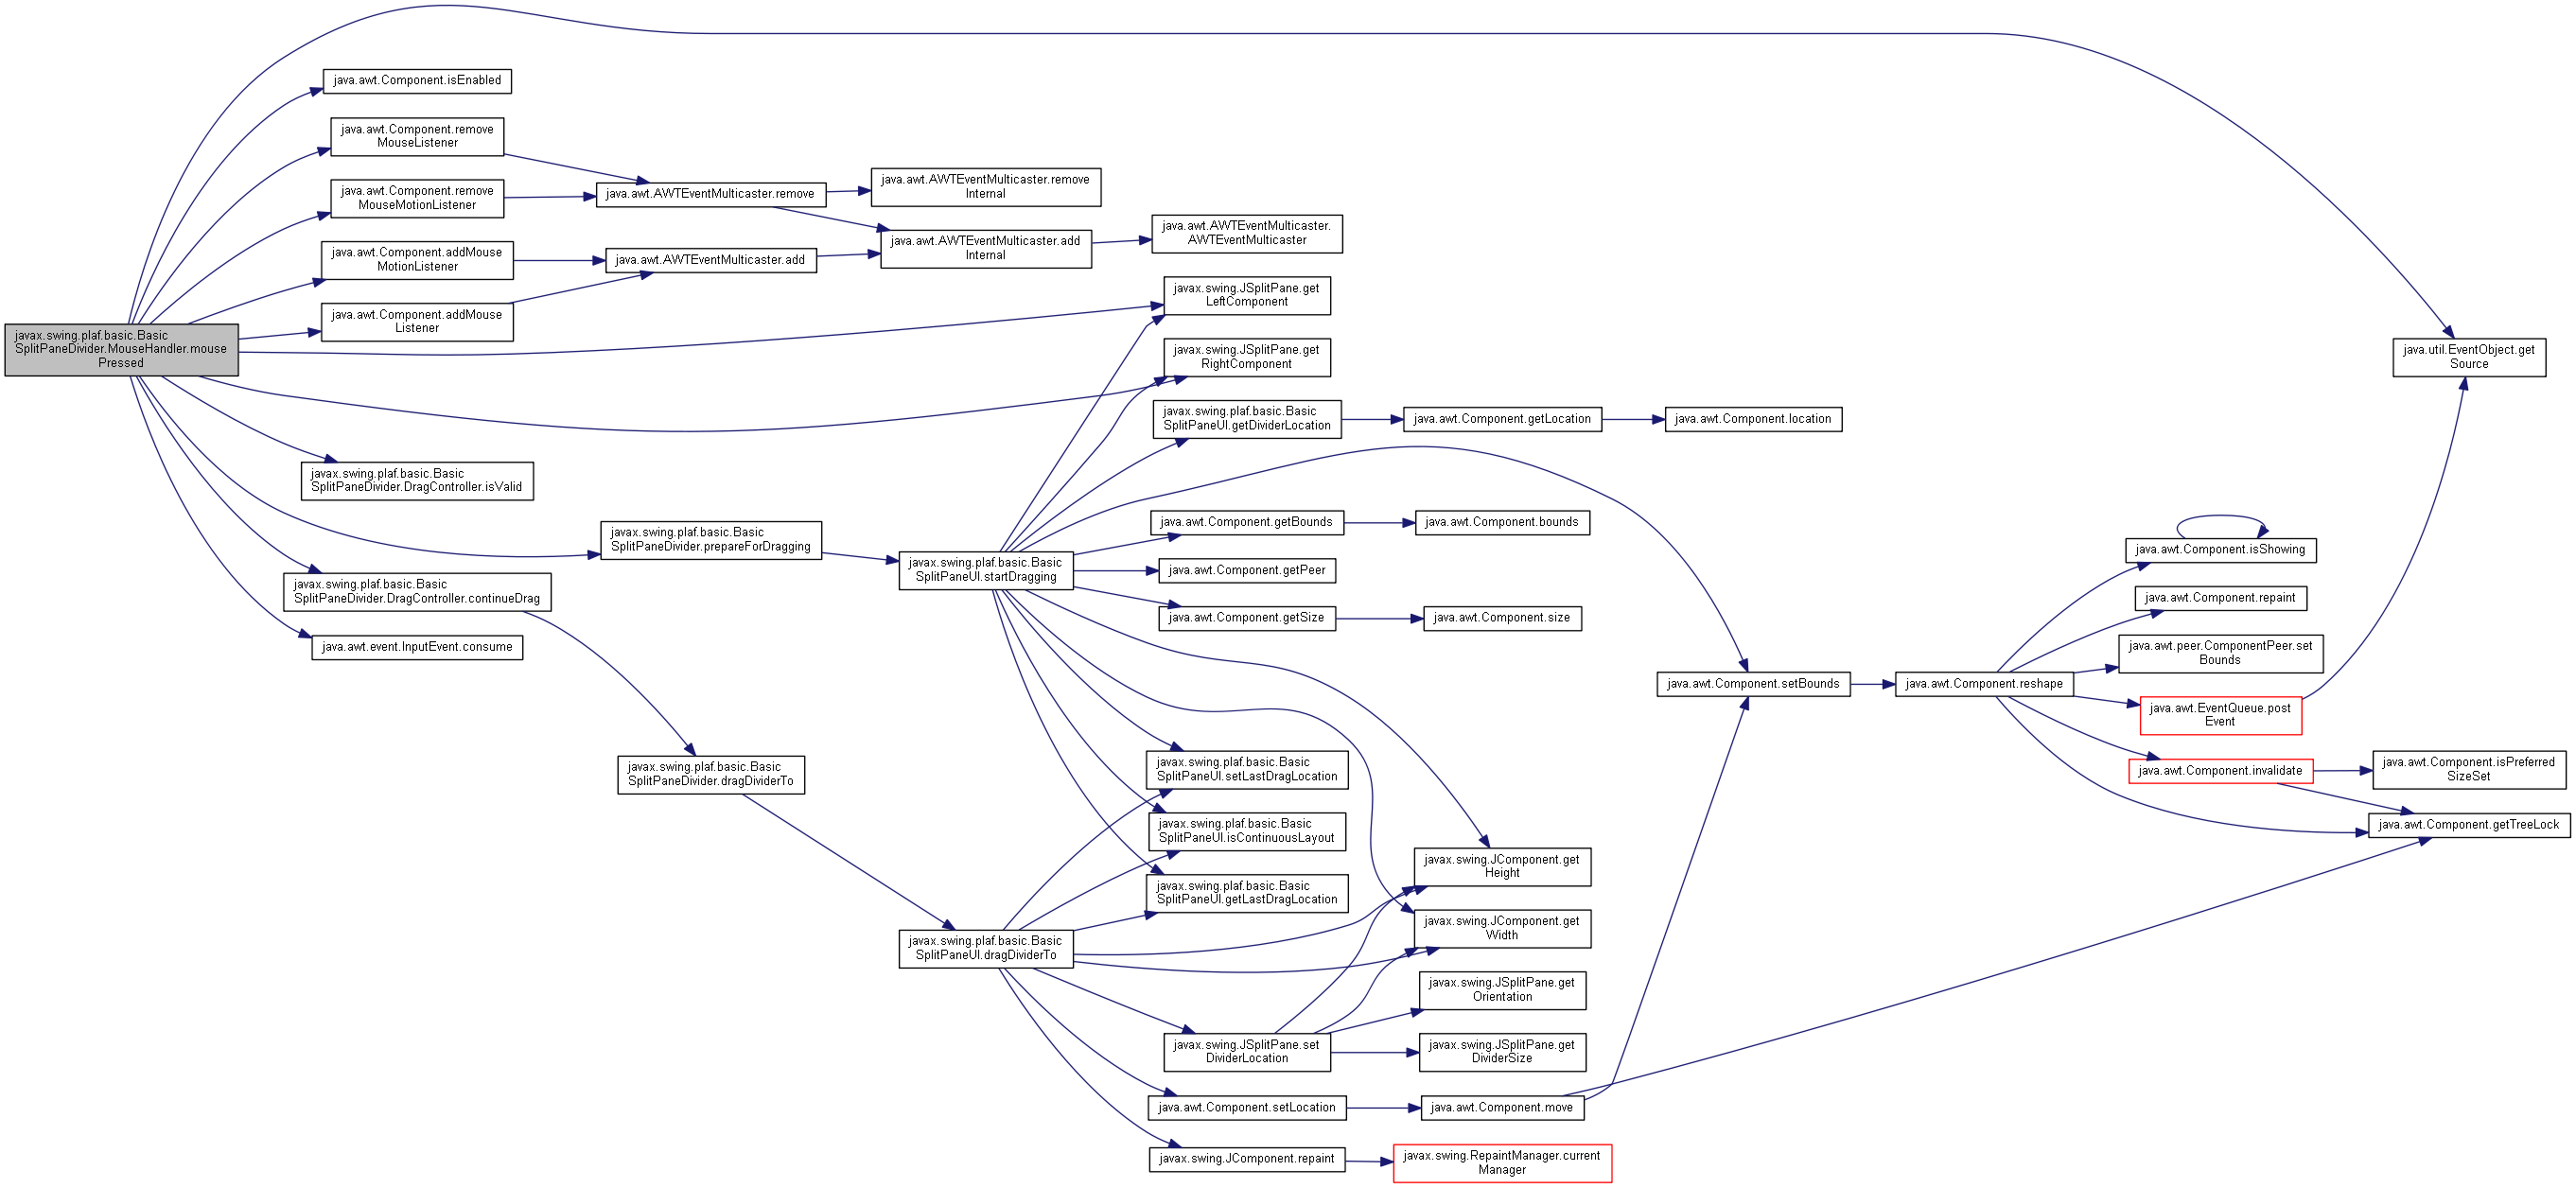 javax.swing.plaf.basic.Basic
SplitPaneDivider.MouseHandler.mouse
Pressed
java.awt.Component.isEnabled
java.awt.Component.remove
MouseListener
java.awt.Component.remove
MouseMotionListener
java.awt.Component.addMouse
MotionListener
java.awt.Component.addMouse
Listener
javax.swing.plaf.basic.Basic
SplitPaneDivider.DragController.isValid
javax.swing.plaf.basic.Basic
SplitPaneDivider.DragController.continueDrag
java.awt.event.InputEvent.consume
java.awt.AWTEventMulticaster.remove
java.awt.AWTEventMulticaster.add
javax.swing.plaf.basic.Basic
SplitPaneDivider.prepareForDragging
javax.swing.plaf.basic.Basic
SplitPaneDivider.dragDividerTo
java.awt.AWTEventMulticaster.remove
Internal
java.awt.AWTEventMulticaster.add
Internal
javax.swing.plaf.basic.Basic
SplitPaneUI.startDragging
javax.swing.plaf.basic.Basic
SplitPaneUI.dragDividerTo
java.awt.AWTEventMulticaster.
AWTEventMulticaster
javax.swing.JSplitPane.get
LeftComponent
javax.swing.JSplitPane.get
RightComponent
javax.swing.plaf.basic.Basic
SplitPaneUI.getDividerLocation
java.awt.Component.getBounds
java.awt.Component.getPeer
java.awt.Component.getSize
javax.swing.plaf.basic.Basic
SplitPaneUI.setLastDragLocation
javax.swing.plaf.basic.Basic
SplitPaneUI.isContinuousLayout
javax.swing.plaf.basic.Basic
SplitPaneUI.getLastDragLocation
javax.swing.JSplitPane.set
DividerLocation
java.awt.Component.setLocation
javax.swing.JComponent.repaint
java.awt.Component.getLocation
java.awt.Component.bounds
java.awt.Component.size
javax.swing.JComponent.get
Height
javax.swing.JComponent.get
Width
javax.swing.JSplitPane.get
Orientation
javax.swing.JSplitPane.get
DividerSize
java.awt.Component.move
javax.swing.RepaintManager.current
Manager
java.awt.Component.location
java.awt.Component.setBounds
java.awt.Component.reshape
java.awt.Component.isShowing
java.awt.Component.repaint
java.awt.peer.ComponentPeer.set
Bounds
java.awt.EventQueue.post
Event
java.awt.Component.invalidate
java.util.EventObject.get
Source
java.awt.Component.isPreferred
SizeSet
java.awt.Component.getTreeLock